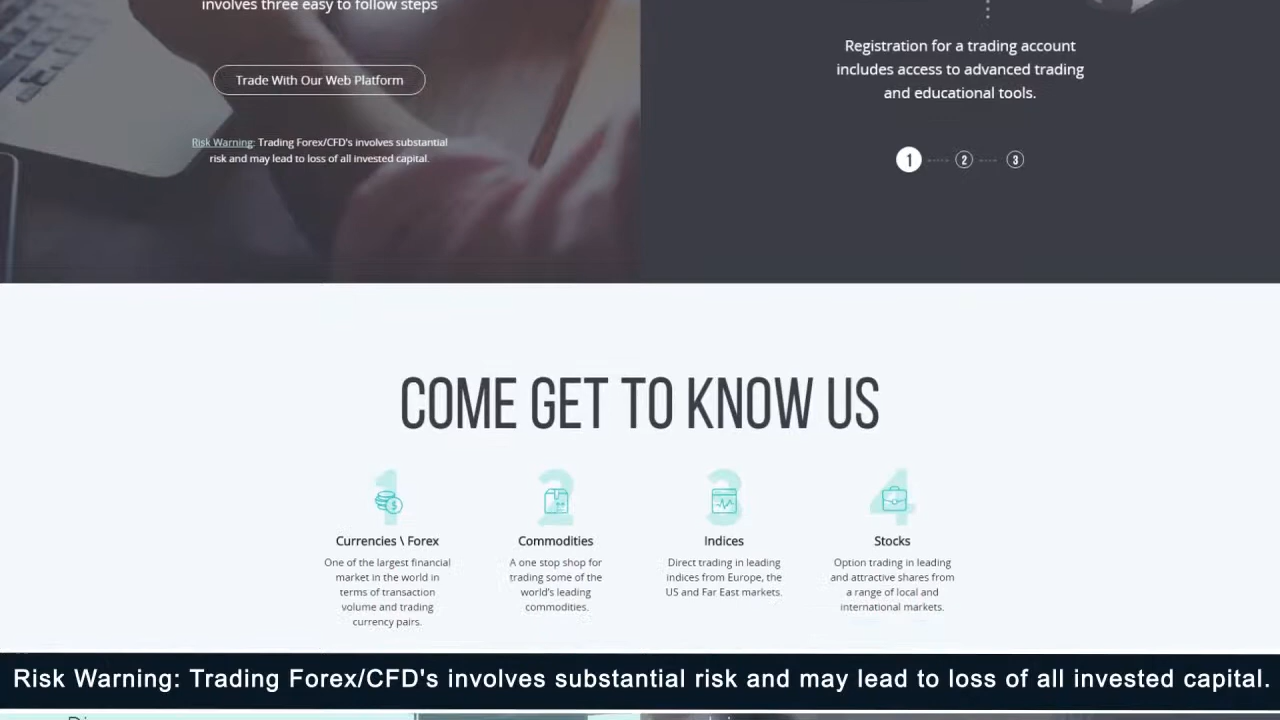 involves three easy to follow steps
Trade With Our Web Platform
Risk Warning: Trading Forex/CFD's involves substantial
risk and may lead to loss of all invested capital.
Registration for a trading account
includes access to advanced trading
and educational tools.
1 2 3
COME GET TO KNOW US
1
Currencies \ Forex
One of the largest financial
market in the world in
terms of transaction
volume and trading
currency pairs.
2
Commodities
A one stop shop for
trading some of the
world's leading
commodities.
3
Indices
Direct trading in leading
indices from Europe, the
US and Far East markets.
4
Stocks
Option trading in leading
and attractive shares from
a range of local and
international markets.
Risk Warning: Trading Forex/CFD's involves substantial risk and may lead to loss of all invested capital.